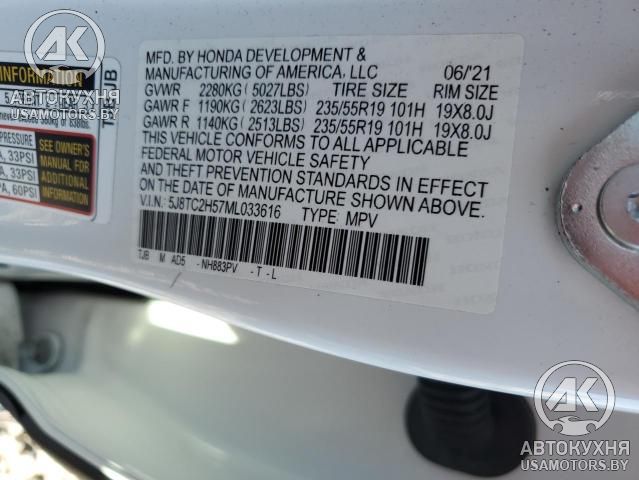 AK
АВТОКУХНЯ
USAMOTORS.BY
INFORMATION
TJB
PRESSURE
33PSI
33PSI
60PSI
SEE OWNER'S
MANUAL FOR
ADDITIONAL
INFORMATION
MFD. BY HONDA DEVELOPMENT &
MANUFACTURING OF AMERICA, LLC 06/'21
GVWR 2280KG ( 5027LBS) TIRE SIZE RIM SIZE
GAWR F 1190KG ( 2623LBS) 235/55R19 101H 19X8.0J
GAWR R 1140KG ( 2513LBS) 235/55R19 101H 19X8.0J
THIS VEHICLE CONFORMS TO ALL APPLICABLE
FEDERAL MOTOR VEHICLE SAFETY
AND THEFT PREVENTION STANDARDS IN EFFECT
ON THE DATE OF MANUFACTURE SHOWN ABOVE.
V.I.N.: 5J8TC2H57ML033616 TYPE: MPV
TJB M AD5 -NH883PV -T-L
AK
АВТОКУХНЯ
USAMOTORS.BY